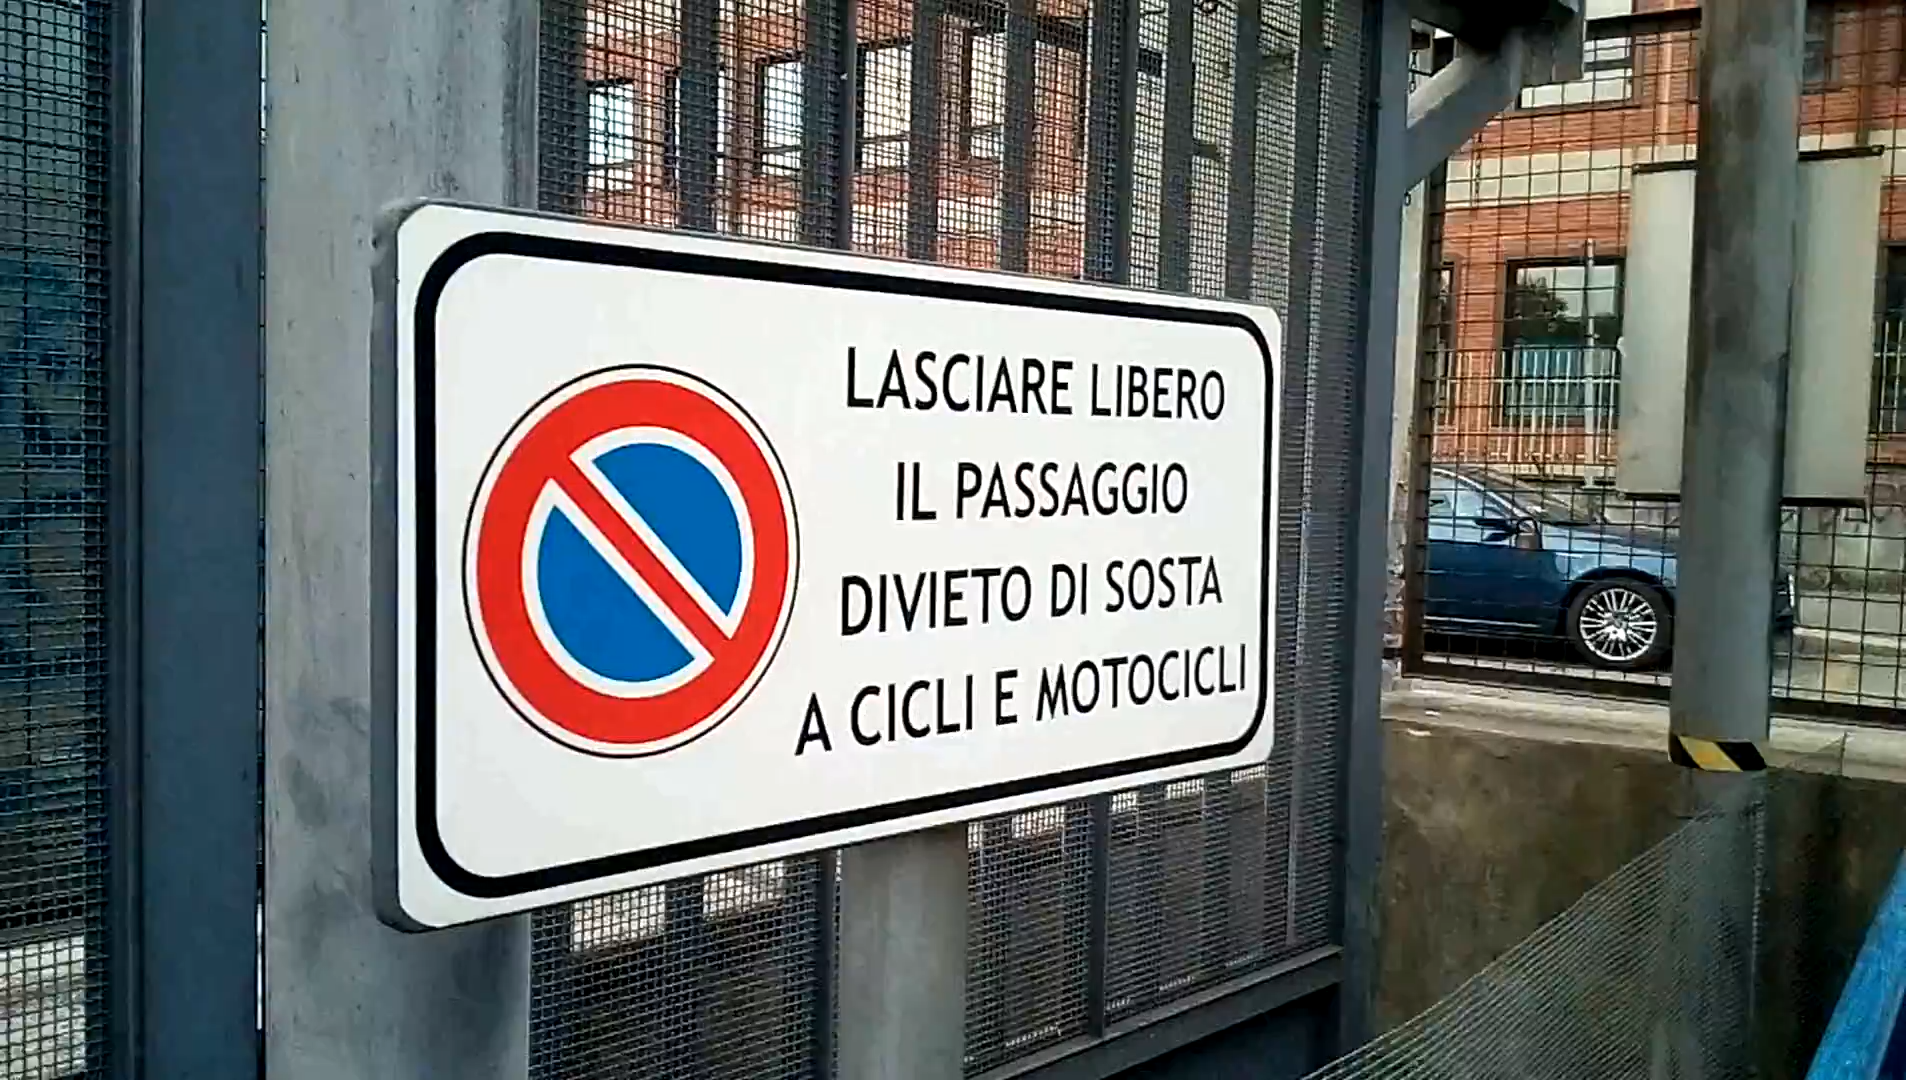 LASCIARE LIBERO
IL PASSAGGIO
DIVIETO DI SOSTA
A CICLI E MOTOCICLI